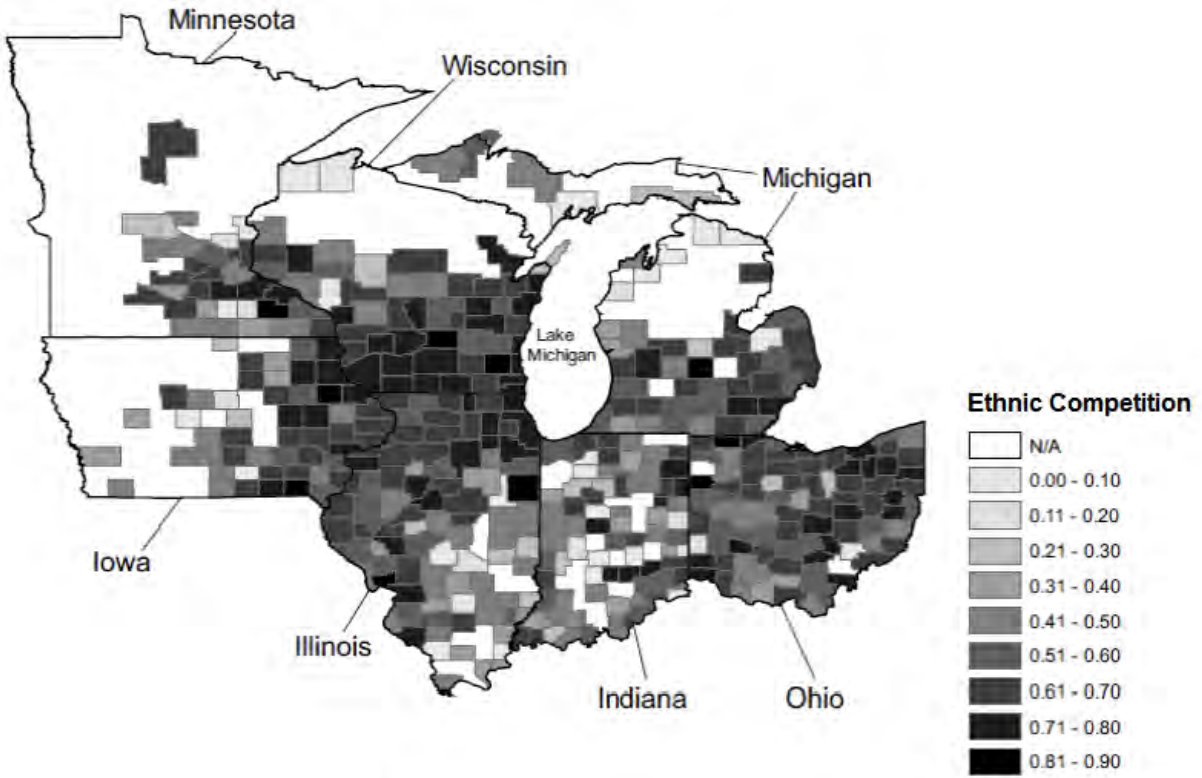 Minnesota
Wisconsin
Michigan
Lake
Michigan
Iowa
Illinois
Indiana
Ohio
Ethnic Competition
N/A
0.00 - 0.10
0.11 - 0.20
0.21 - 0.30
0.31 - 0.40
0.41 - 0.50
0.51 - 0.60
0.61 - 0.70
0.71 - 0.80
0.81 - 0.90